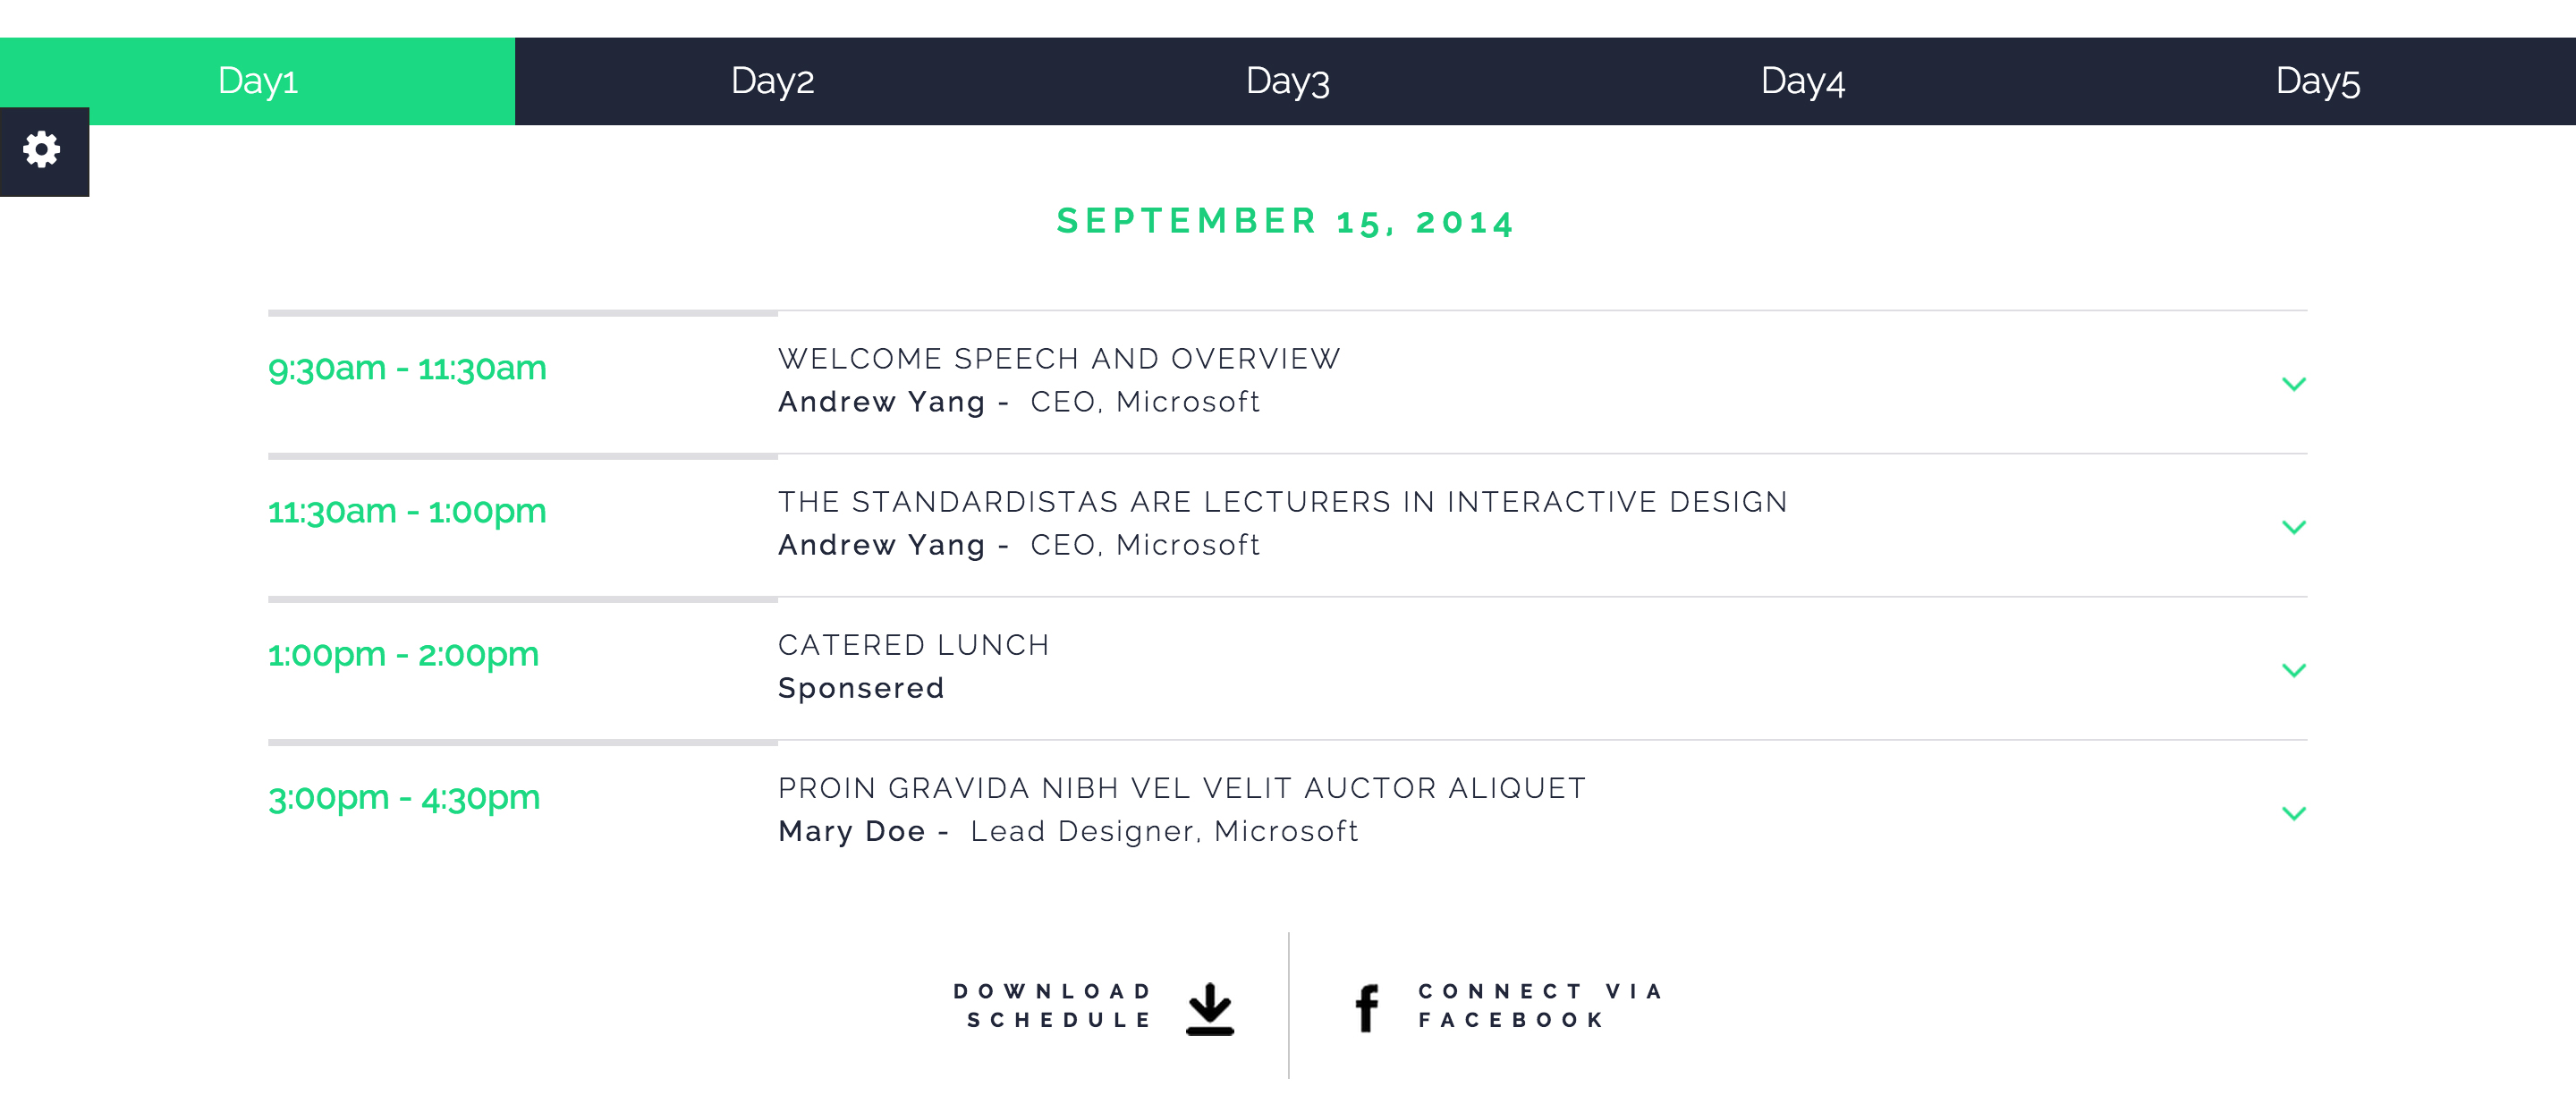 Day1 Day2 Day3 Day4 Day5
SEPTEMBER 15, 2014
9:30am - 11:30am
WELCOME SPEECH AND OVERVIEW
Andrew Yang - CEO, Microsoft
11:30am - 1:00pm
THE STANDARDISTAS ARE LECTURERS IN INTERACTIVE DESIGN
Andrew Yang - CEO, Microsoft
1:00pm - 2:00pm
CATERED LUNCH
Sponsered
3:00pm - 4:30pm
PROIN GRAVIDA NIBH VEL VELIT AUCTOR ALIQUET
Mary Doe - Lead Designer, Microsoft
DOWNLOAD
SCHEDULE
CONNECT VIA
FACEBOOK